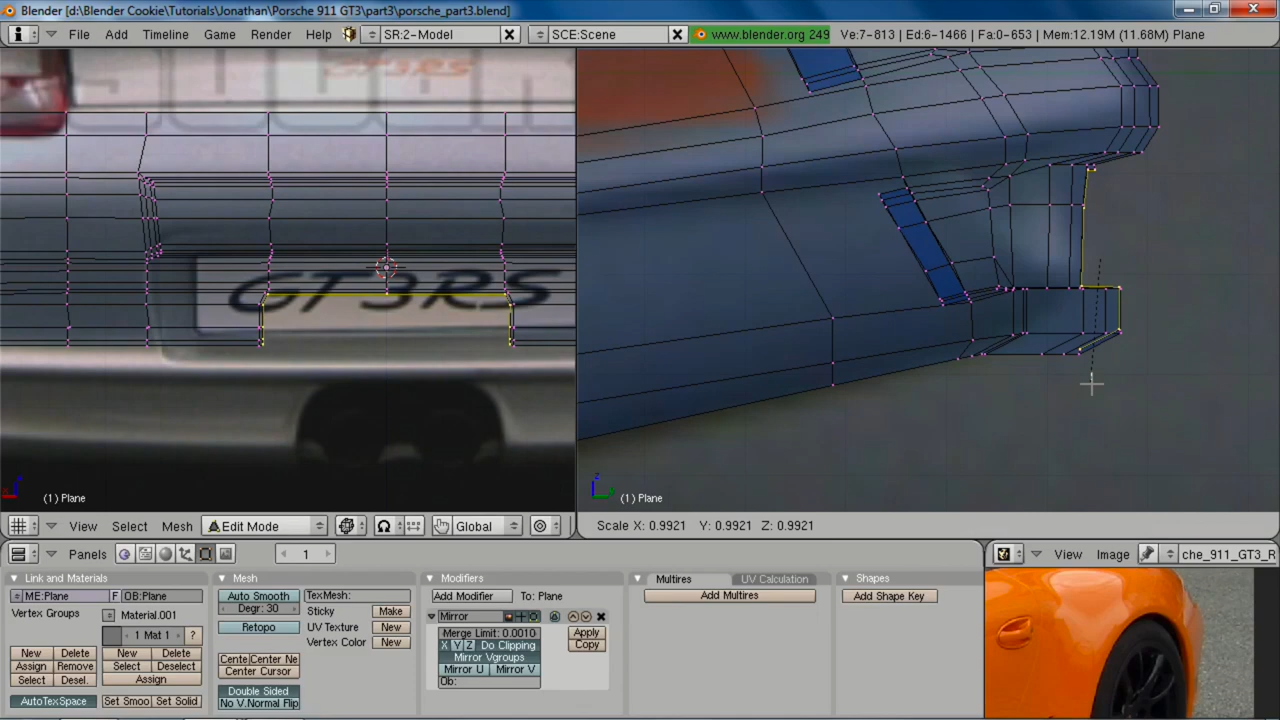 Blender [d:\Blender Cookie\Tutorials\Jonathan\Porsche 911 GT3\part3\porsche_part3.blend]
File Add Timeline Game Render Help SR:2-Model SCE:Scene www.blender.org 249 Ve:7-813 | Ed:6-1466 | Fa:0-653 | Mem:12.19M (11.68M) Plane
GT3RS
GT3RS
(1) Plane
(1) Plane
View Select Mesh Edit Mode Global
Scale X: 0.9921 Y: 0.9921 Z: 0.9921
Panels 1
View Image che_911_GT3_R
Link and Materials
ME:Plane F OB:Plane
Vertex Groups
Material.001
1 Mat 1 ?
New Delete New Delete
Assign Remove Select Deselect
Select Desel. Assign
AutoTexSpace Set Smoo Set Solid
Mesh
Auto Smooth
Degr: 30
Retopo
TexMesh:
Sticky Make
UV Texture New
Vertex Color New
Cente Center Ne
Center Cursor
Double Sided
No V.Normal Flip
Modifiers
Add Modifier To: Plane
Mirror
Merge Limit: 0.0010 Apply
X Y Z Do Clipping Copy
Mirror Vgroups
Mirror U Mirror V
Ob:
Multires UV Calculation
Add Multires
Shapes
Add Shape Key